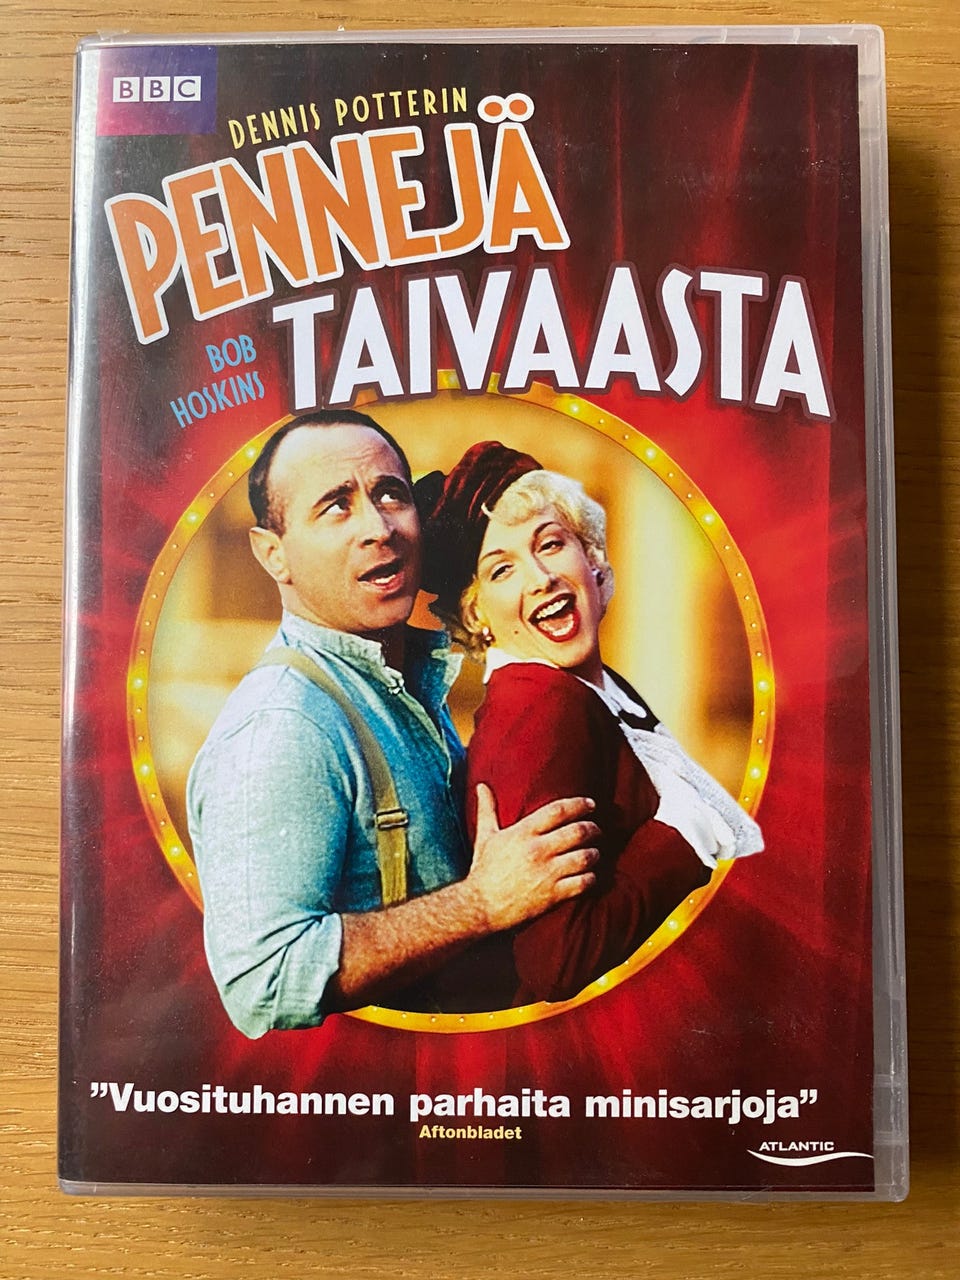 BBC
DENNIS POTTERIN
PENNEJÄ
TAIVAASTA
BOB
HOSKINS
”Vuosituhannen parhaita minisarjoja”
Aftonbladet
ATLANTIC